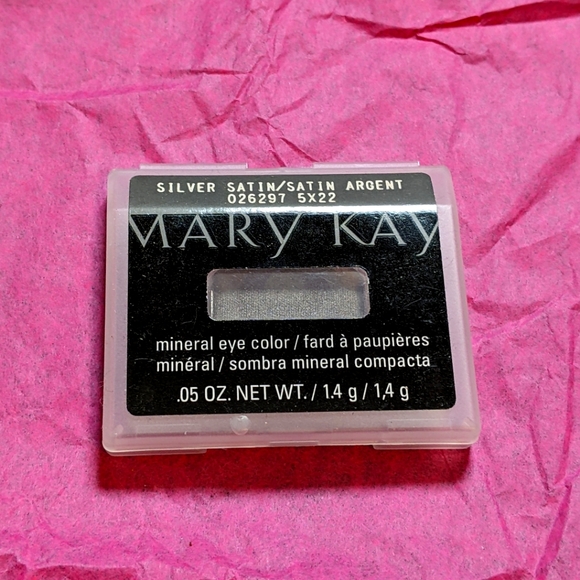 SILVER SATIN/SATIN ARGENT
026297 5X22
MARY KAY
mineral eye color / fard à paupières
minéral / sombra mineral compacta
.05 OZ. NET WT. / 1.4 g / 1,4 g